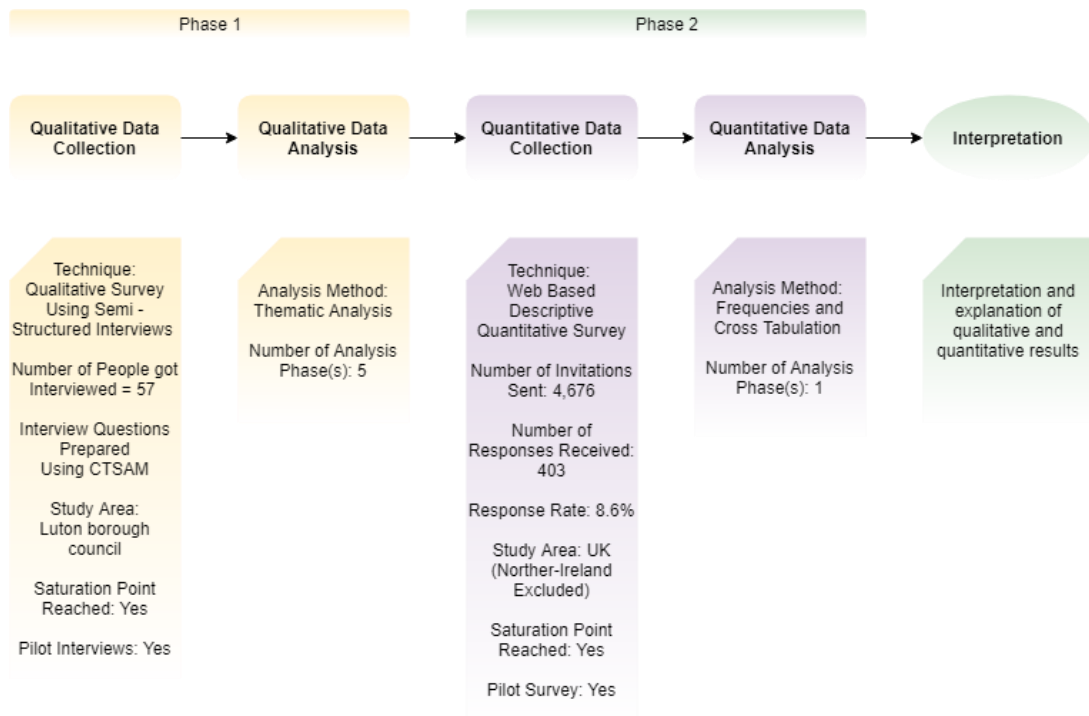 Phase 1
Phase 2
Qualitative Data
Collection
Qualitative Data
Analysis
Quantitative Data
Collection
Quantitative Data
Analysis
Interpretation
Technique:
Qualitative Survey
Using Semi -
Structured Interviews
Number of People got
Interviewed = 57
Interview Questions
Prepared
Using CTSAM
Study Area:
Luton borough
council
Saturation Point
Reached: Yes
Pilot Interviews: Yes
Analysis Method:
Thematic Analysis
Number of Analysis
Phase(s): 5
Technique:
Web Based
Descriptive
Quantitative Survey
Number of Invitations
Sent: 4,676
Number of
Responses Received:
403
Response Rate: 8.6%
Study Area: UK
(Norther-Ireland
Excluded)
Saturation Point
Reached: Yes
Pilot Survey: Yes
Analysis Method:
Frequencies and
Cross Tabulation
Number of Analysis
Phase(s): 1
Interpretation and
explanation of
qualitative and
quantitative results